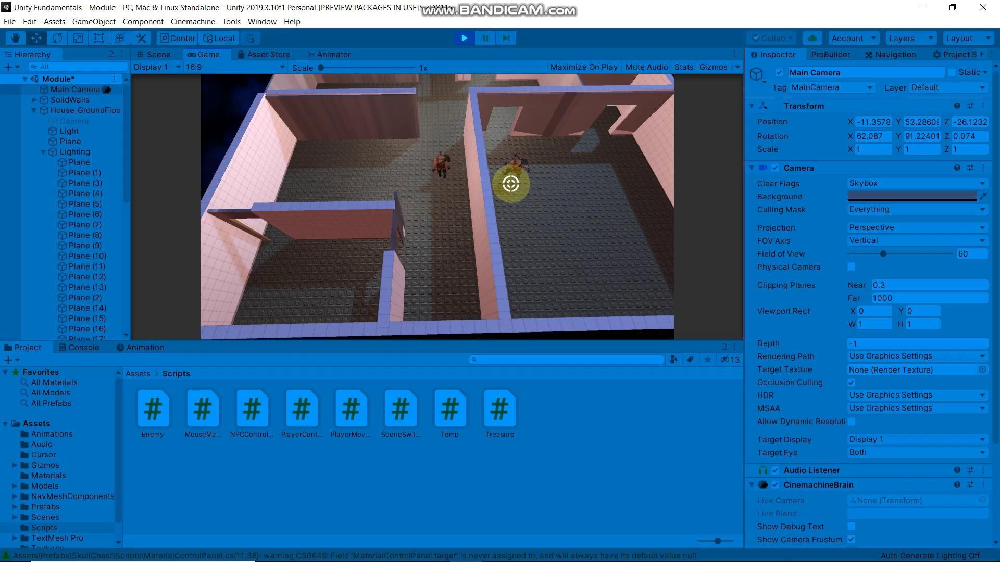 Unity Fundamentals - Module - PC, Mac & Linux Standalone - Unity 2019.3.10f1 Personal [PREVIEW PACKAGES IN USE]* <DX11>
www.BANDICAM.com
File Edit Assets GameObject Component Cinemachine Tools Window Help
Center Local
Collab Account Layers Layout
Hierarchy
All
Module*
Main Camera
SolidWalls
House_GroundFloo
Camera
Light
Plane
Lighting
Plane
Plane (1)
Plane (3)
Plane (4)
Plane (5)
Plane (6)
Plane (7)
Plane (8)
Plane (9)
Plane (10)
Plane (11)
Plane (12)
Plane (13)
Plane (2)
Plane (14)
Plane (15)
Plane (16)
Plane (17)
Scene Game Asset Store Animator
Display 1 16:9 Scale 1x Maximize On Play Mute Audio Stats Gizmos
Inspector ProBuilder Navigation Project S
Main Camera Static
Tag MainCamera Layer Default
Transform
Position X -11.3578 Y 53.28609 Z -26.1232
Rotation X 62.087 Y 91.22401 Z 0.074
Scale X 1 Y 1 Z 1
Camera
Clear Flags Skybox
Background
Culling Mask Everything
Projection Perspective
FOV Axis Vertical
Field of View 60
Physical Camera
Clipping Planes Near 0.3
Far 1000
Viewport Rect X 0 Y 0
W 1 H 1
Depth -1
Rendering Path Use Graphics Settings
Target Texture None (Render Texture)
Occlusion Culling
HDR Use Graphics Settings
MSAA Use Graphics Settings
Allow Dynamic Resoluti
Target Display Display 1
Target Eye Both
Audio Listener
CinemachineBrain
Live Camera None (Transform)
Live Blend
Show Debug Text
Show Camera Frustum
Project Console Animation
13
Favorites
All Materials
All Models
All Prefabs
Assets
Animations
Audio
Cursor
Gizmos
Materials
Models
NavMeshComponents
Prefabs
Scenes
Scripts
TextMesh Pro
Textures
Assets > Scripts
Enemy MouseMa... NPCControl... PlayerCont... PlayerMov... SceneSwit... Temp Treasure
Assets\Prefabs\SkullChest\Scripts\MaterialControlPanel.cs(11,38): warning CS0649: Field 'MaterialControlPanel.target' is never assigned to, and will always have its default value null
Auto Generate Lighting Off